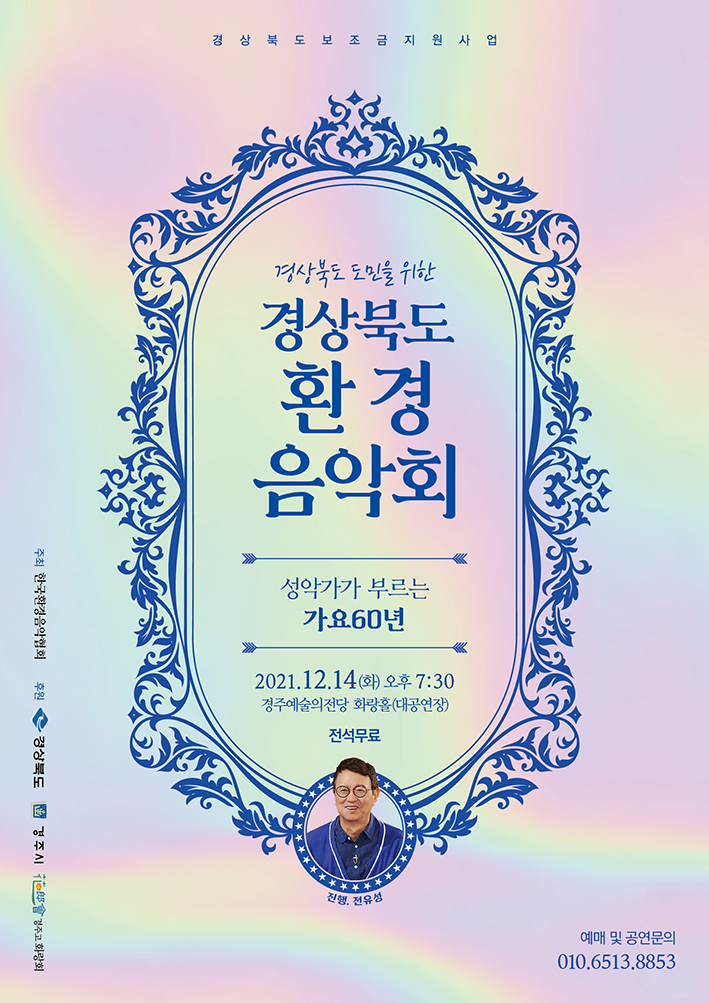 경상북도보조금지원사업
경상북도 도민을 위한
경상북도
환경
음악회
성악가가 부르는
가요60년
2021.12.14(화) 오후 7:30
경주예술의전당 화랑홀(대공연장)
전석무료
진행. 전유성
주최 한국환경음악협회 후원 경상북도 경주시 花郞會 경주고 화랑회
예매 및 공연문의
010.6513.8853